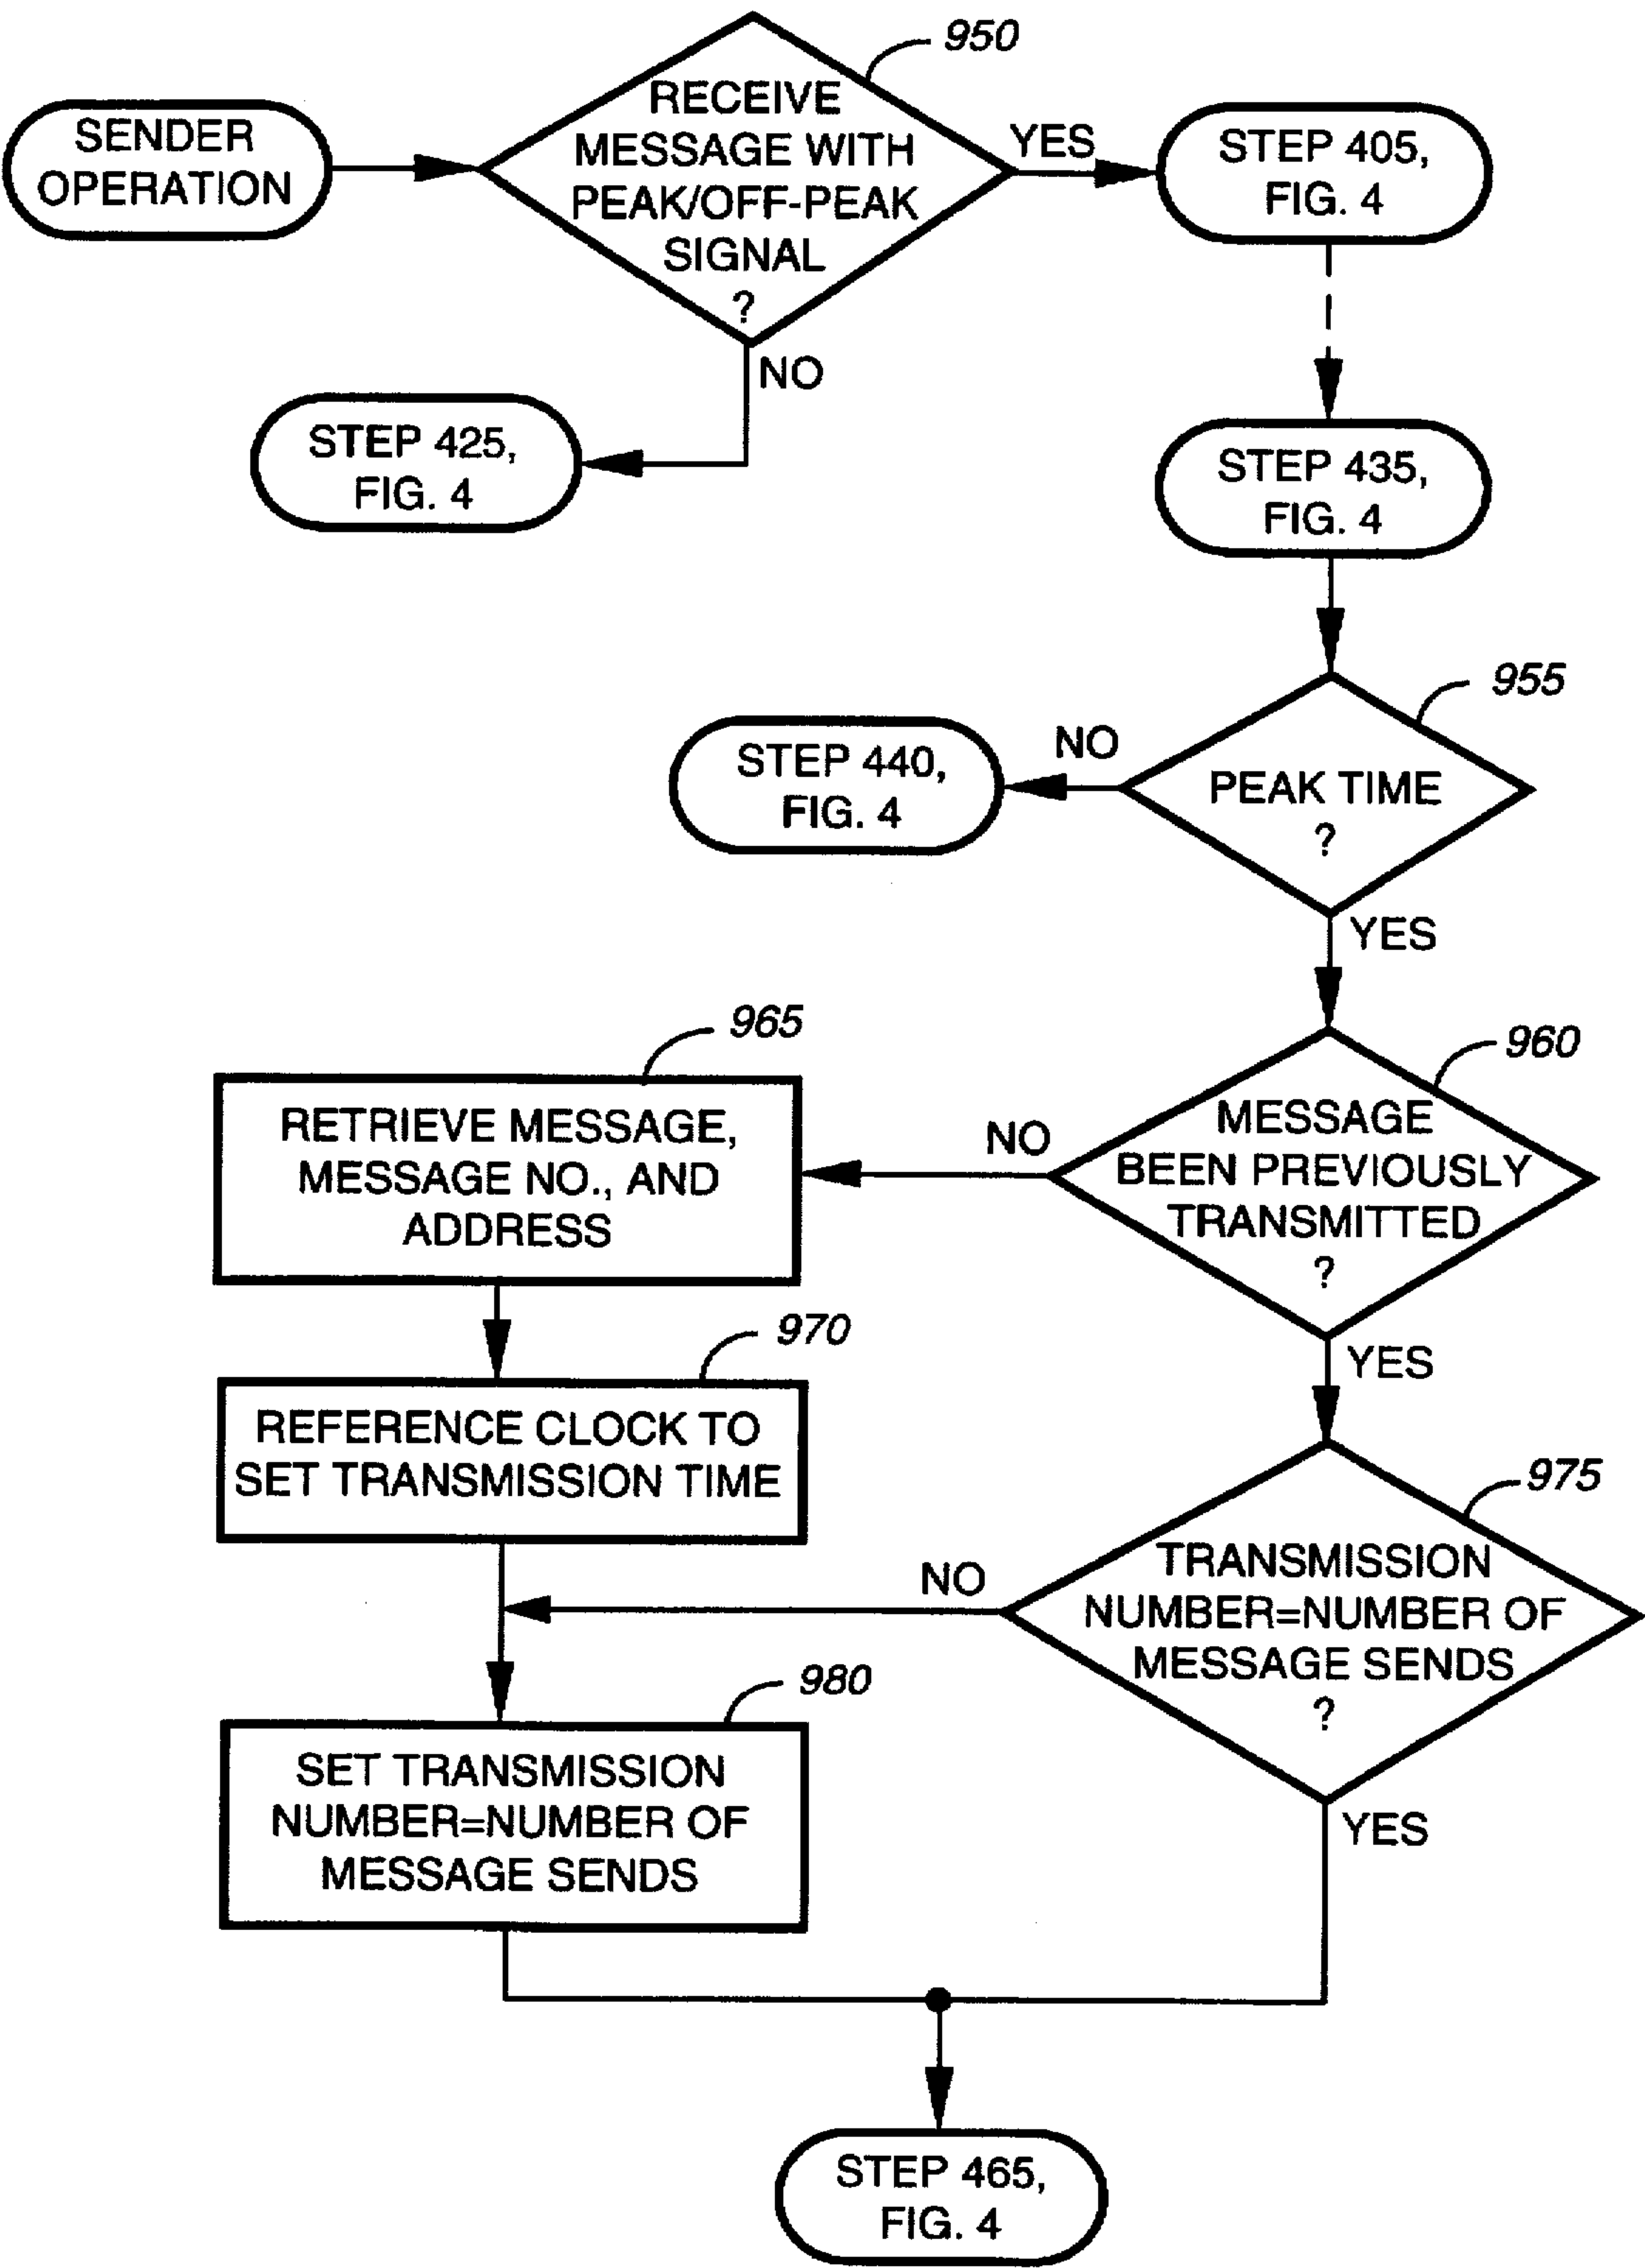 950
SENDER
OPERATION
RECEIVE
MESSAGE WITH
PEAK/OFF-PEAK
SIGNAL
?
YES
STEP 405,
FIG. 4
NO
STEP 425,
FIG. 4
STEP 435,
FIG. 4
955
NO
STEP 440,
FIG. 4
PEAK TIME
?
YES
960
965
RETRIEVE MESSAGE,
MESSAGE NO., AND
ADDRESS
NO
MESSAGE
BEEN PREVIOUSLY
TRANSMITTED
?
YES
970
REFERENCE CLOCK TO
SET TRANSMISSION TIME
975
NO
TRANSMISSION
NUMBER=NUMBER OF
MESSAGE SENDS
?
YES
980
SET TRANSMISSION
NUMBER=NUMBER OF
MESSAGE SENDS
STEP 465,
FIG. 4